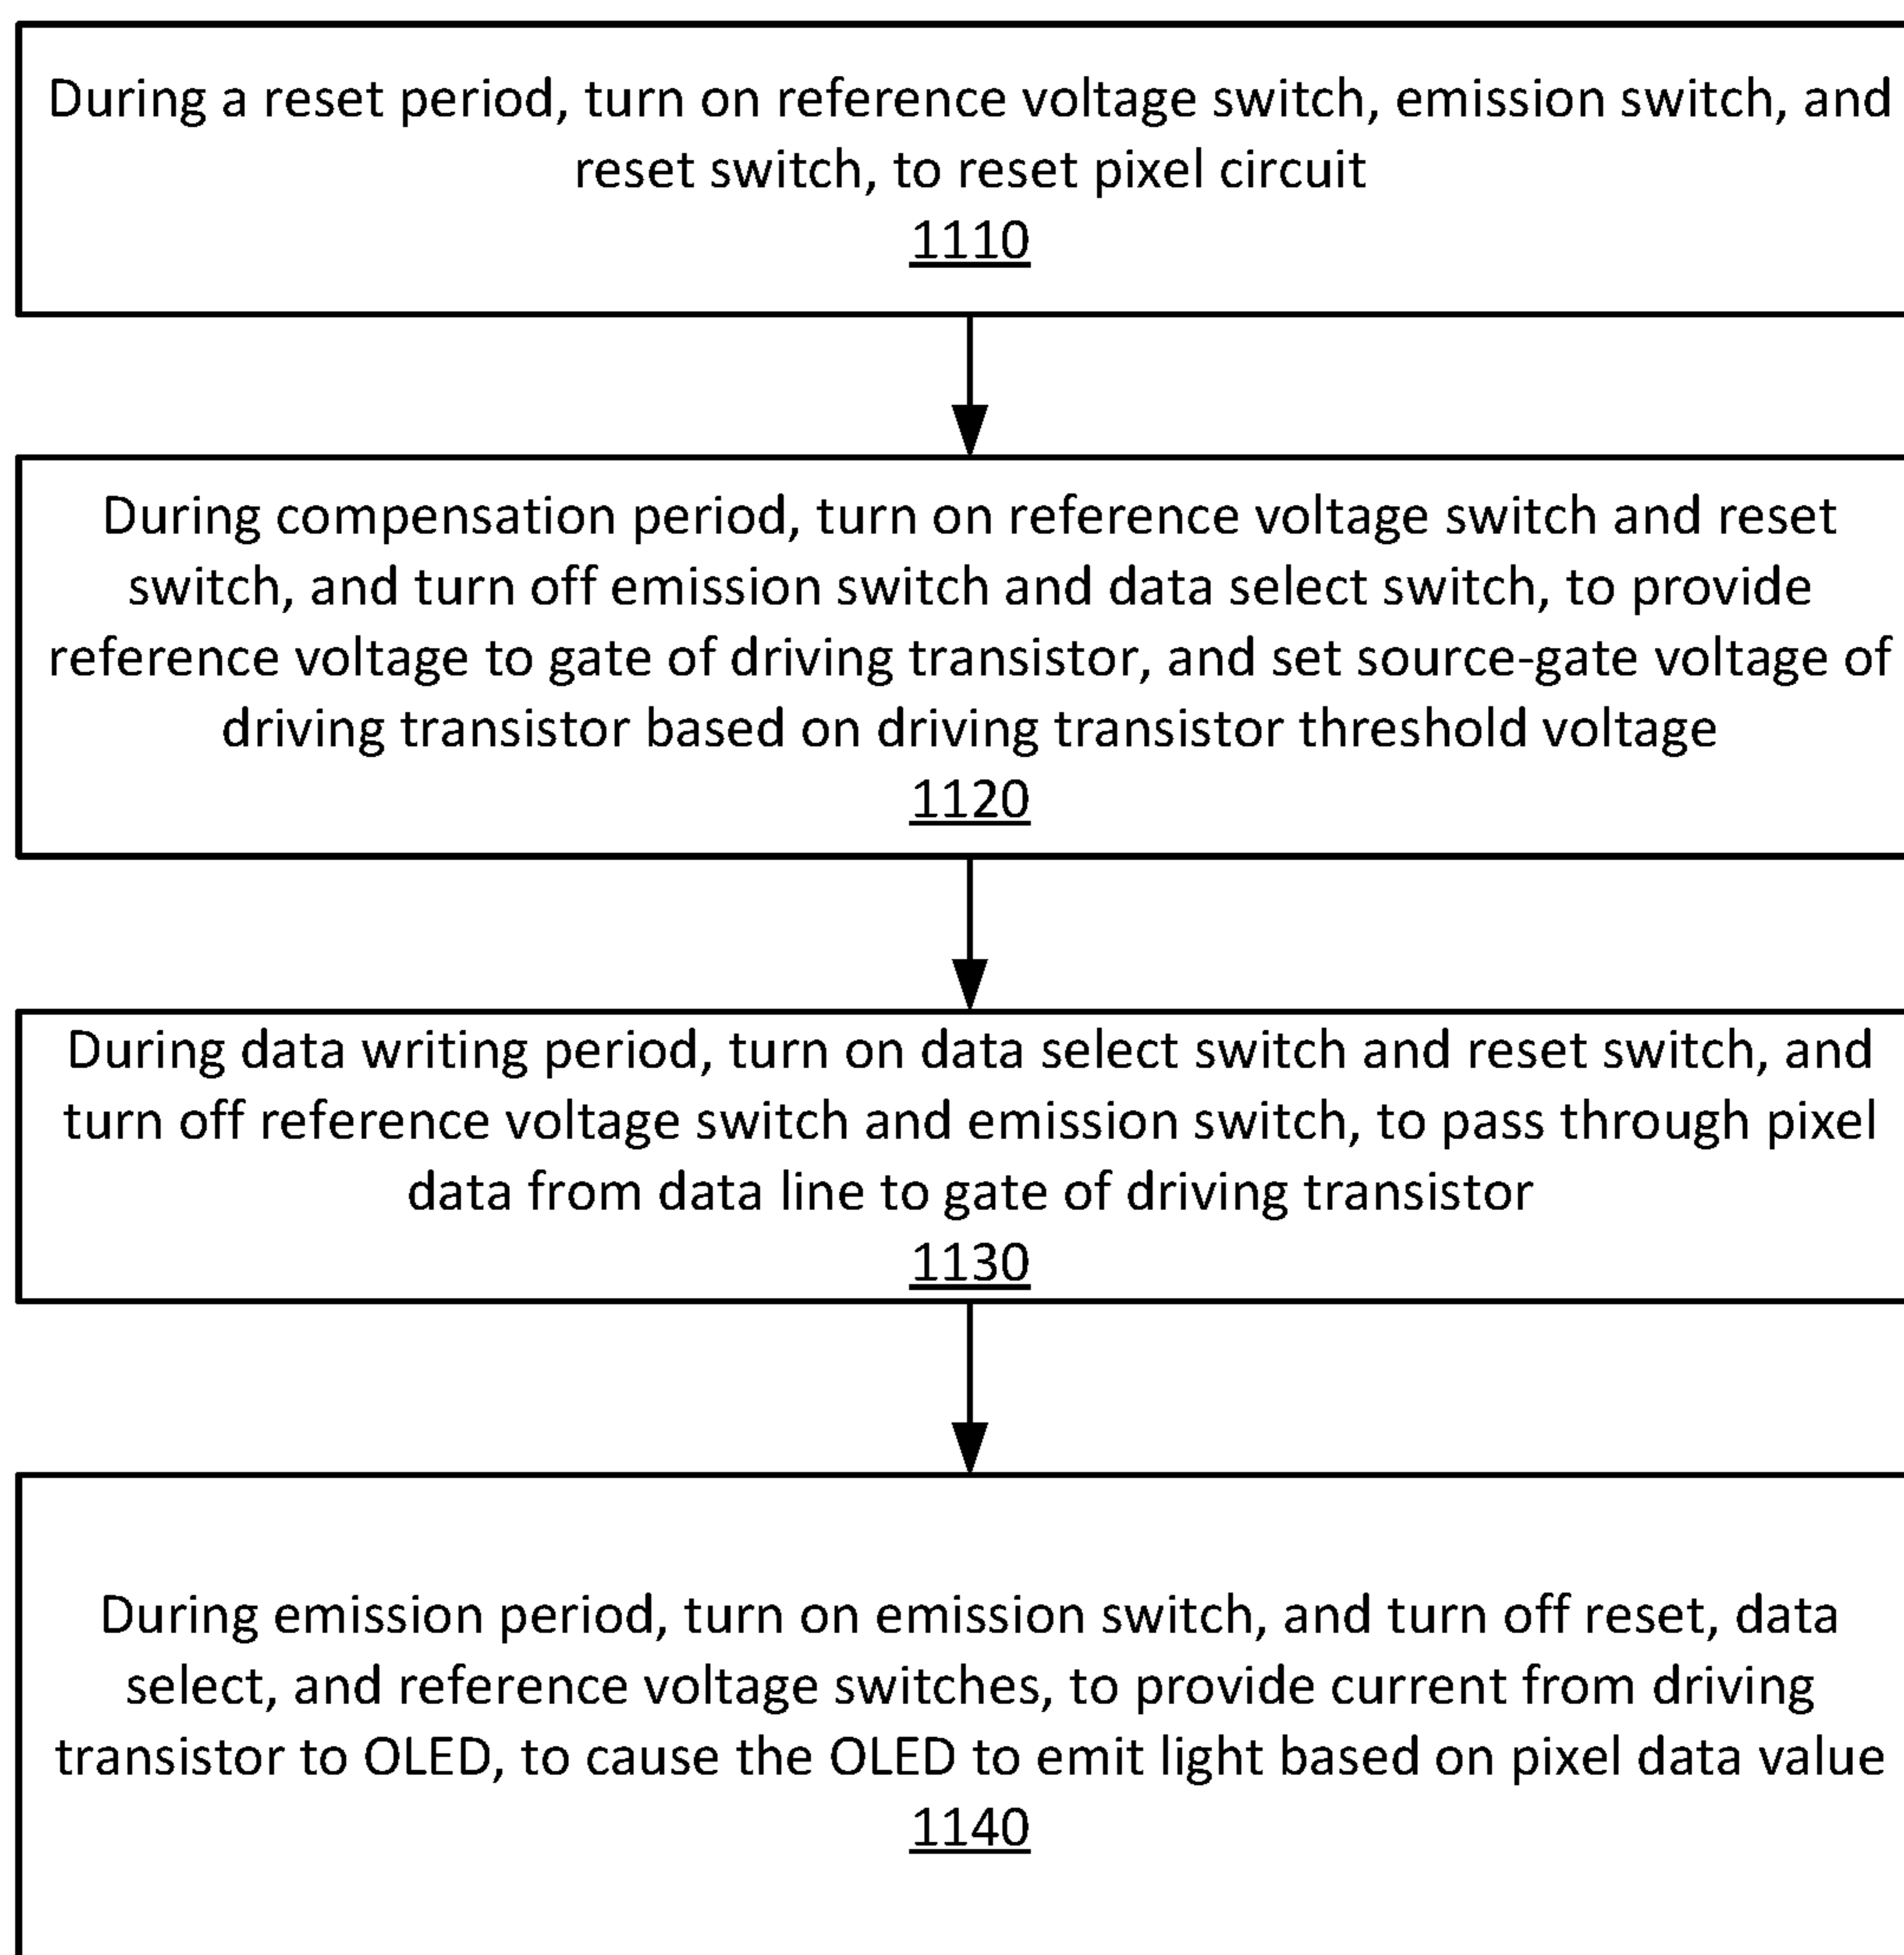 During a reset period, turn on reference voltage switch, emission switch, and
reset switch, to reset pixel circuit
1110
During compensation period, turn on reference voltage switch and reset
switch, and turn off emission switch and data select switch, to provide
reference voltage to gate of driving transistor, and set source-gate voltage of
driving transistor based on driving transistor threshold voltage
1120
During data writing period, turn on data select switch and reset switch, and
turn off reference voltage switch and emission switch, to pass through pixel
data from data line to gate of driving transistor
1130
During emission period, turn on emission switch, and turn off reset, data
select, and reference voltage switches, to provide current from driving
transistor to OLED, to cause the OLED to emit light based on pixel data value
1140